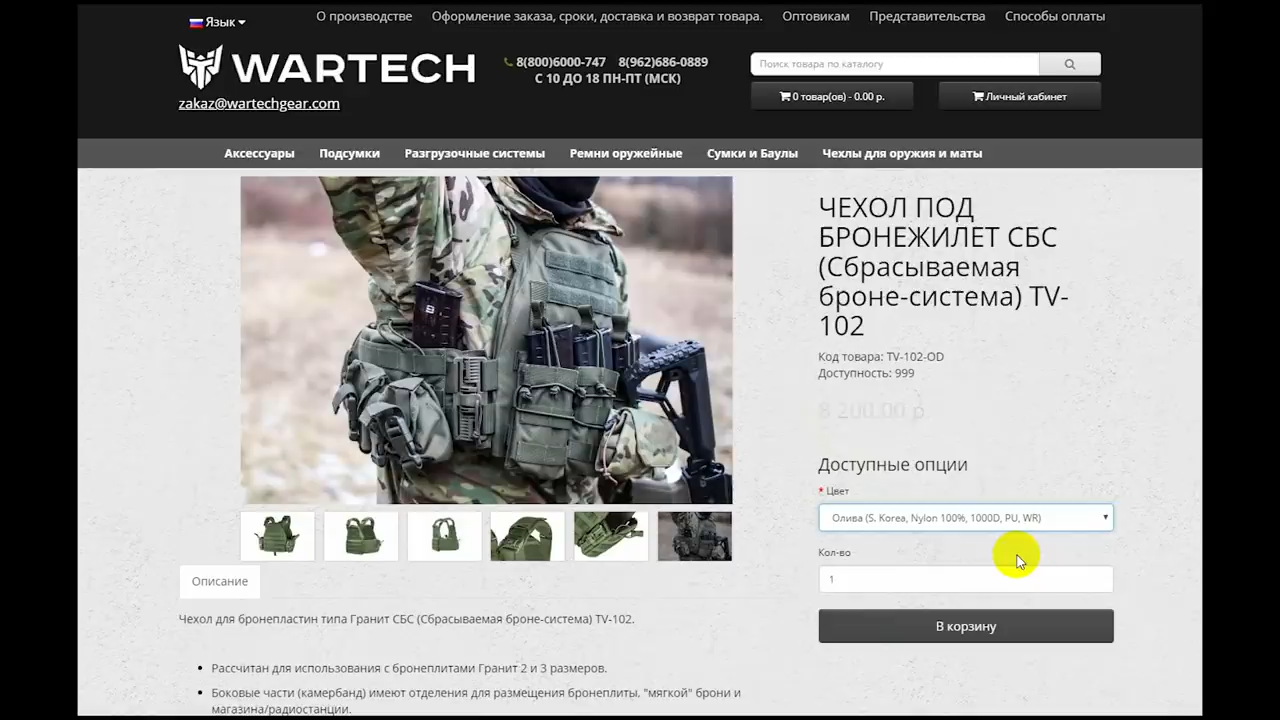 Язык
О производстве
Оформление заказа, сроки, доставка и возврат товара.
Оптовикам
Представительства
Способы оплаты
WARTECH
8(800)6000-747 8(962)686-0889
С 10 ДО 18 ПН-ПТ (МСК)
Поиск товара по каталогу
zakaz@wartechgear.com
0 товар(ов) - 0.00 р.
Личный кабинет
Аксессуары
Подсумки
Разгрузочные системы
Ремни оружейные
Сумки и Баулы
Чехлы для оружия и маты
ЧЕХОЛ ПОД
БРОНЕЖИЛЕТ СБС
(Сбрасываемая
броне-система) TV-
102
Код товара: TV-102-OD
Доступность: 999
8 200.00 р.
Доступные опции
* Цвет
Олива (S. Korea, Nylon 100%, 1000D, PU, WR)
Кол-во
1
В корзину
Описание
Чехол для бронепластин типа Гранит СБС (Сбрасываемая броне-система) TV-102.
Рассчитан для использования с бронеплитами Гранит 2 и 3 размеров.
Боковые части (камербанд) имеют отделения для размещения бронеплиты, "мягкой" брони и
магазина/радиостанции.